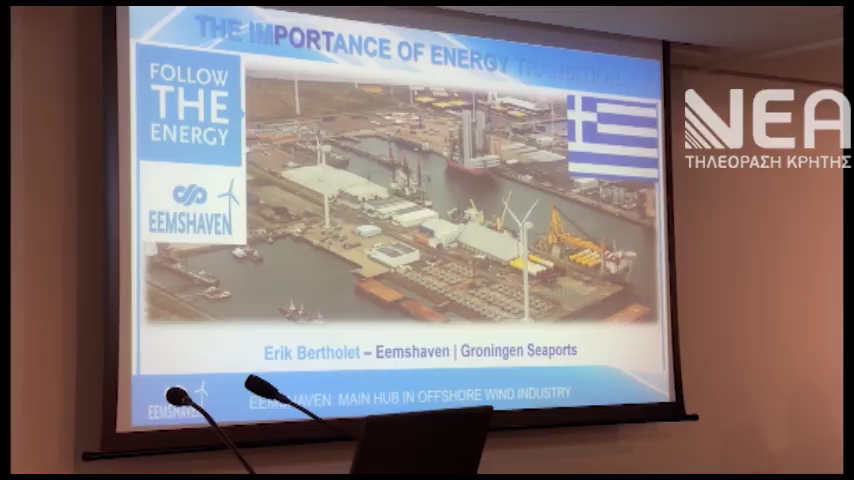 THE IMPORTANCE OF ENERGY TRANSITION
FOLLOW
THE
ENERGY
EEMSHAVEN
NEA
ΤΗΛΕΟΡΑΣΗ ΚΡΗΤΗΣ
Erik Bertholet – Eemshaven | Groningen Seaports
EEMSHAVEN
EEMSHAVEN: MAIN HUB IN OFFSHORE WIND INDUSTRY